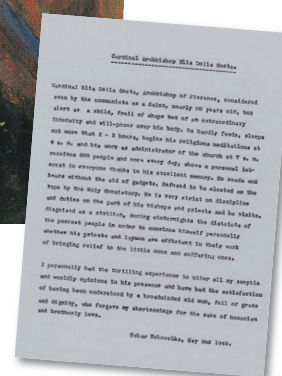 Cardinal Archbishop Elia Della Costa.
Cardinal Elia Della Costa, archbishop of Florence, considered
even by the communists as a saint, nearly 80 years old, but
alert as a child, frail of shape but of an extraordinary
intensity and will-power over his body. He hardly feeds, sleeps
not more than 2 - 3 hours, begins his religious meditations at
4 a. m. and his work as administrator of the church at 7 a. m.
receives 200 people and more every day, shows a personal int-
erest in everyone thanks to his excellent memory. He reads and
hears without the aid of gadgets. Refused to be elected as the
Pope by the Holy Consistory. He is very strict on discipline
and duties on the part of his bishops and priests and he visits,
disguised as a civilian, during winternights the districts of
the poorest people in order to convince himself personally
whether his priests and laymen are efficient in their work
of bringing relief to the little ones and suffering ones.
I personally had the thrilling experience to utter all my sceptic
and worldly opinions in his presence and have had the satisfaction
of having been understood by a broadminded old man, full of grace
and dignity, who forgave my shortcomings for the sake of humanism
and brotherly love.
Oskar Kokoschka, May 2nd 1949.